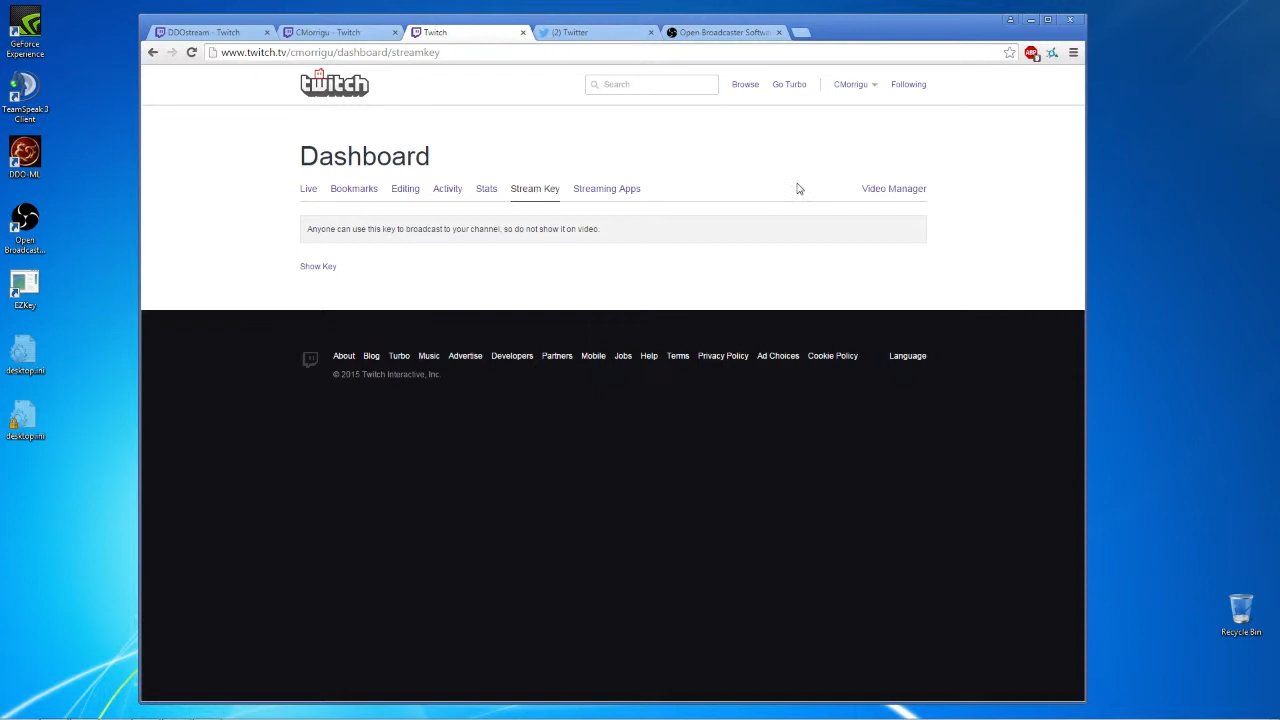 GeForce
Experience
TeamSpeak 3
Client
DDO-ML
Open
Broadcast...
EZKey
desktop.ini
desktop.ini
DDOstream - Twitch
CMorrigu - Twitch
Twitch
(2) Twitter
Open Broadcaster Softwa
www.twitch.tv/cmorrigu/dashboard/streamkey
ABP
twitch
Search
Browse
Go Turbo
CMorrigu
Following
Dashboard
Live
Bookmarks
Editing
Activity
Stats
Stream Key
Streaming Apps
Video Manager
Anyone can use this key to broadcast to your channel, so do not show it on video.
Show Key
About
Blog
Turbo
Music
Advertise
Developers
Partners
Mobile
Jobs
Help
Terms
Privacy Policy
Ad Choices
Cookie Policy
Language
© 2015 Twitch Interactive, Inc.
Recycle Bin